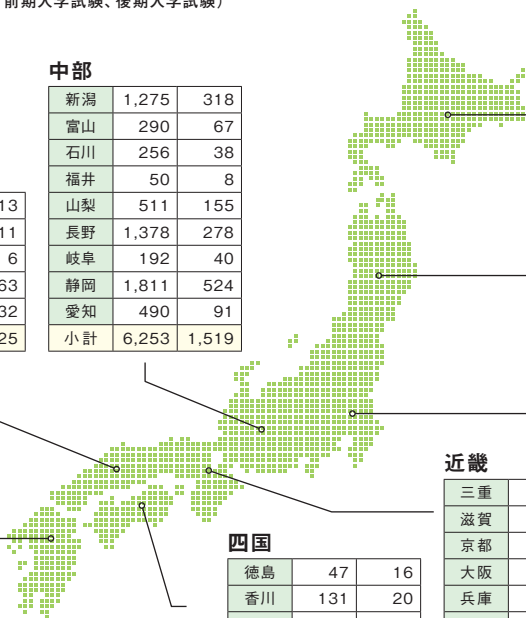 前期入学試験、後期入学試験）
中部
新潟 1,275 318
富山 290 67
石川 256 38
福井 50 8
山梨 511 155
長野 1,378 278
岐阜 192 40
静岡 1,811 524
愛知 490 91
小計 6,253 1,519
13
11
6
63
32
25
近畿
三重
滋賀
京都
大阪
兵庫
四国
徳島 47 16
香川 131 20